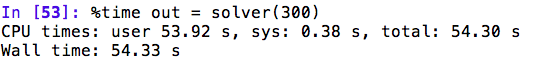 In [53]: %time out = solver(300)
CPU times: user 53.92 s, sys: 0.38 s, total: 54.30 s
Wall time: 54.33 s